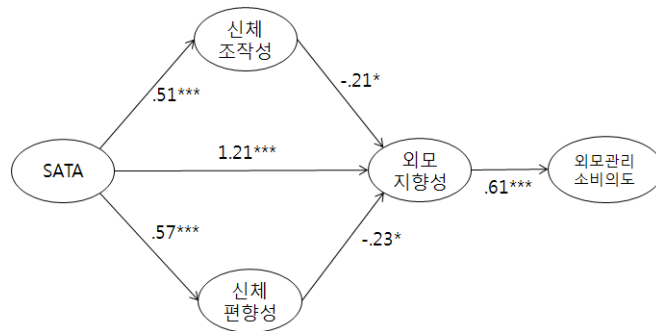 신체
조작성
.51***
-.21*
SATA
1.21***
외모
지향성
.61***
외모관리
소비의도
.57***
-.23*
신체
편향성